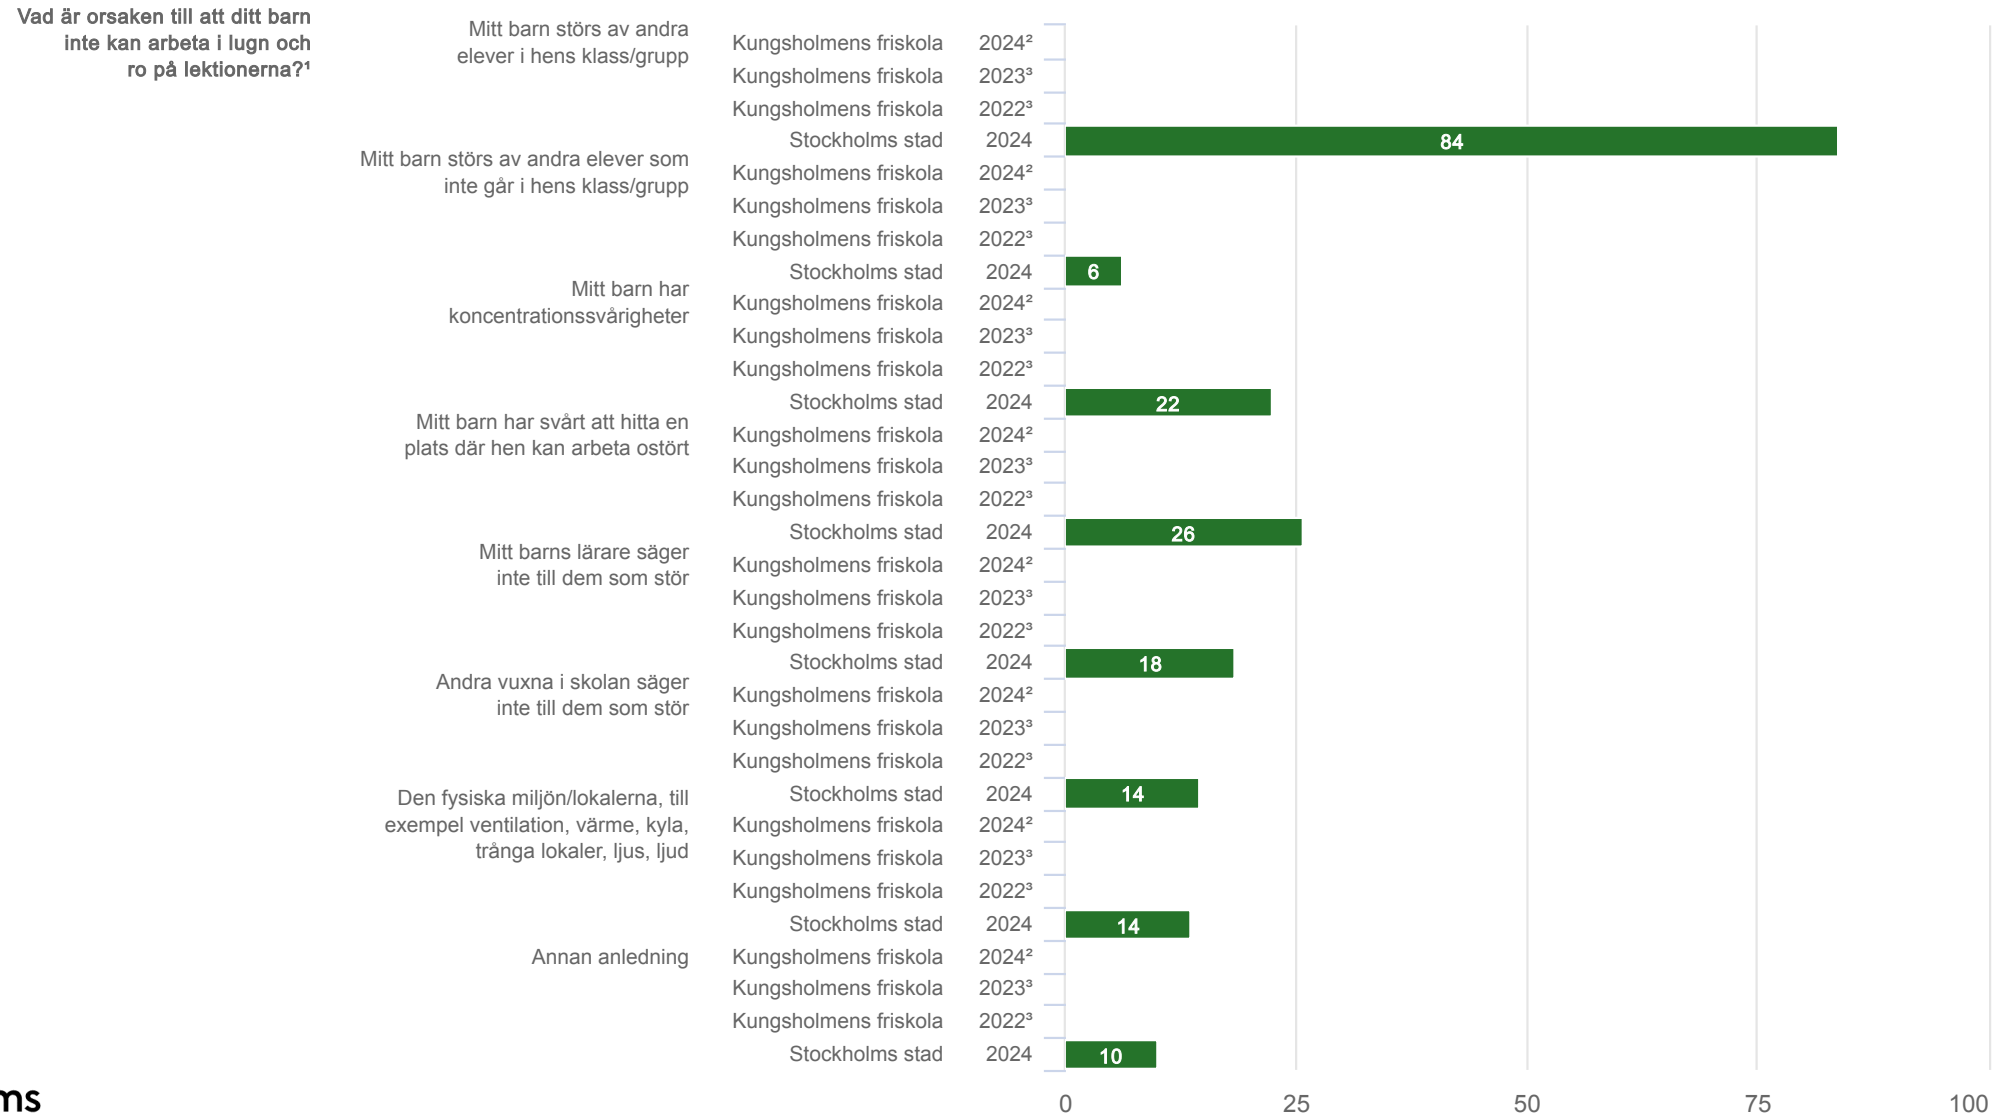 Vad är orsaken till att ditt barn
inte kan arbeta i lugn och
ro på lektionerna?¹
Mitt barn störs av andra
elever i hens klass/grupp
Kungsholmens friskola 2024²
Kungsholmens friskola 2023³
Kungsholmens friskola 2022³
Stockholms stad 2024 84
Mitt barn störs av andra elever som
inte går i hens klass/grupp
Kungsholmens friskola 2024²
Kungsholmens friskola 2023³
Kungsholmens friskola 2022³
Stockholms stad 2024 6
Mitt barn har
koncentrationssvårigheter
Kungsholmens friskola 2024²
Kungsholmens friskola 2023³
Kungsholmens friskola 2022³
Stockholms stad 2024 22
Mitt barn har svårt att hitta en
plats där hen kan arbeta ostört
Kungsholmens friskola 2024²
Kungsholmens friskola 2023³
Kungsholmens friskola 2022³
Stockholms stad 2024 26
Mitt barns lärare säger
inte till dem som stör
Kungsholmens friskola 2024²
Kungsholmens friskola 2023³
Kungsholmens friskola 2022³
Stockholms stad 2024 18
Andra vuxna i skolan säger
inte till dem som stör
Kungsholmens friskola 2024²
Kungsholmens friskola 2023³
Kungsholmens friskola 2022³
Stockholms stad 2024 14
Den fysiska miljön/lokalerna, till
exempel ventilation, värme, kyla,
trånga lokaler, ljus, ljud
Kungsholmens friskola 2024²
Kungsholmens friskola 2023³
Kungsholmens friskola 2022³
Stockholms stad 2024 14
Annan anledning
Kungsholmens friskola 2024²
Kungsholmens friskola 2023³
Kungsholmens friskola 2022³
Stockholms stad 2024 10
0 25 50 75 100
ms